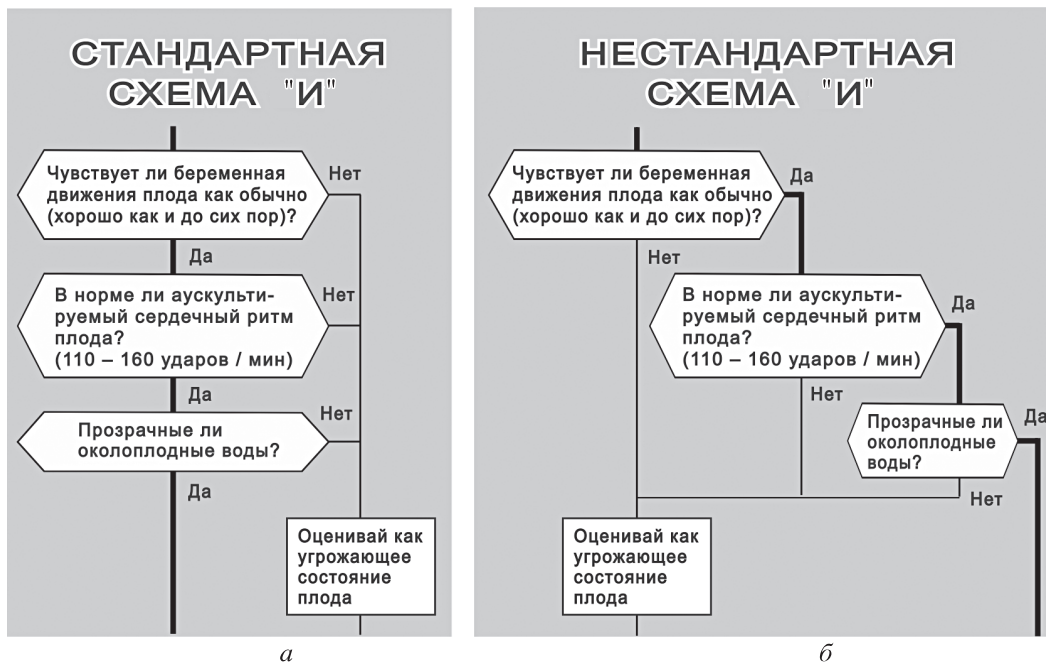 СТАНДАРТНАЯ
СХЕМА "И"
Чувствует ли беременная
движения плода как обычно
(хорошо как и до сих пор)?
Нет
Да
В норме ли аускульти-
руемый сердечный ритм
плода?
(110 – 160 ударов / мин)
Нет
Да
Прозрачные ли
околоплодные воды?
Нет
Да
Оценивай как
угрожающее
состояние
плода
а
НЕСТАНДАРТНАЯ
СХЕМА "И"
Чувствует ли беременная
движения плода как обычно
(хорошо как и до сих пор)?
Да
Нет
В норме ли аускульти-
руемый сердечный ритм
плода?
(110 – 160 ударов / мин)
Да
Нет
Прозрачные ли
околоплодные
воды?
Да
Нет
Оценивай как
угрожающее
состояние
плода
б